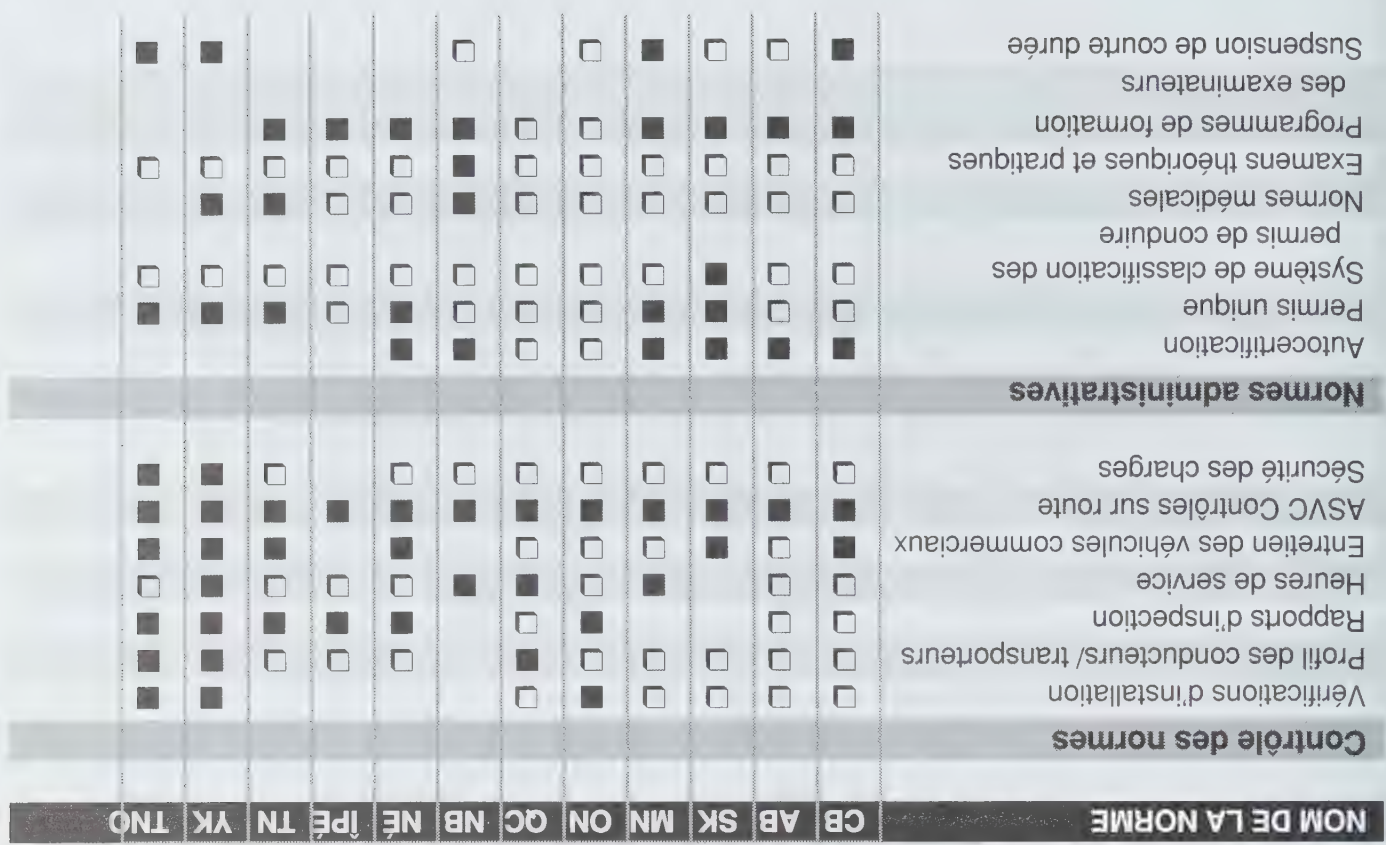 NOM DE LA NORME CB AB SK MN ON QC NB NÉ ÎPÉ TN YK TNO
Contrôle des normes
Vérifications d'installation
Profil des conducteurs/ transporteurs
Rapports d'inspection
Heures de service
Entretien des véhicules commerciaux
ASVC Contrôles sur route
Sécurité des charges
Normes administratives
Autocertification
Permis unique
Système de classification des
permis de conduire
Normes médicales
Examens théoriques et pratiques
Programmes de formation
des examinateurs
Suspension de courte durée